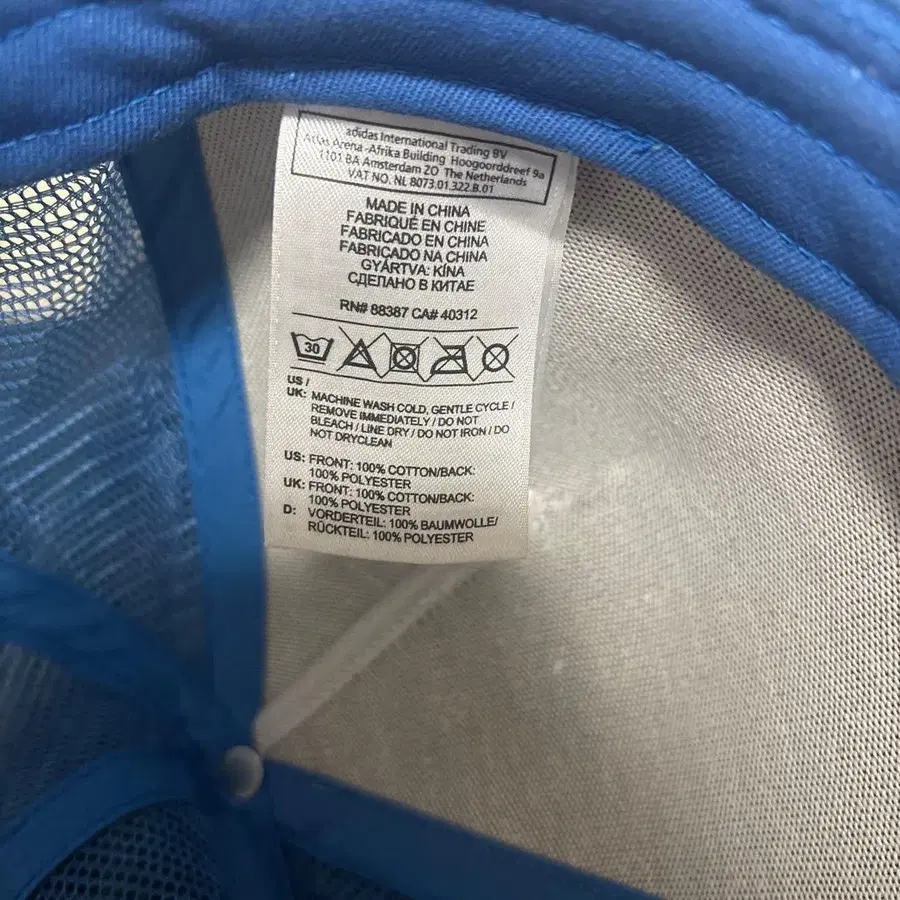 adidas International Trading BV
Atlas Arena -Afrika Building Hoogoorddreef 9a
1101 BA Amsterdam ZO The Netherlands
VAT NO. NL 8073.01.322.B.01
MADE IN CHINA
FABRIQUÉ EN CHINE
FABRICADO EN CHINA
FABRICADO NA CHINA
GYÁRTVA: KÍNA
СДЕЛАНО В КИТАЕ
RN# 88387 CA# 40312
30
US /
UK: MACHINE WASH COLD, GENTLE CYCLE /
REMOVE IMMEDIATELY / DO NOT
BLEACH / LINE DRY / DO NOT IRON / DO
NOT DRYCLEAN
US: FRONT: 100% COTTON/BACK:
100% POLYESTER
UK: FRONT: 100% COTTON/BACK:
100% POLYESTER
D: VORDERTEIL: 100% BAUMWOLLE/
RÜCKTEIL: 100% POLYESTER